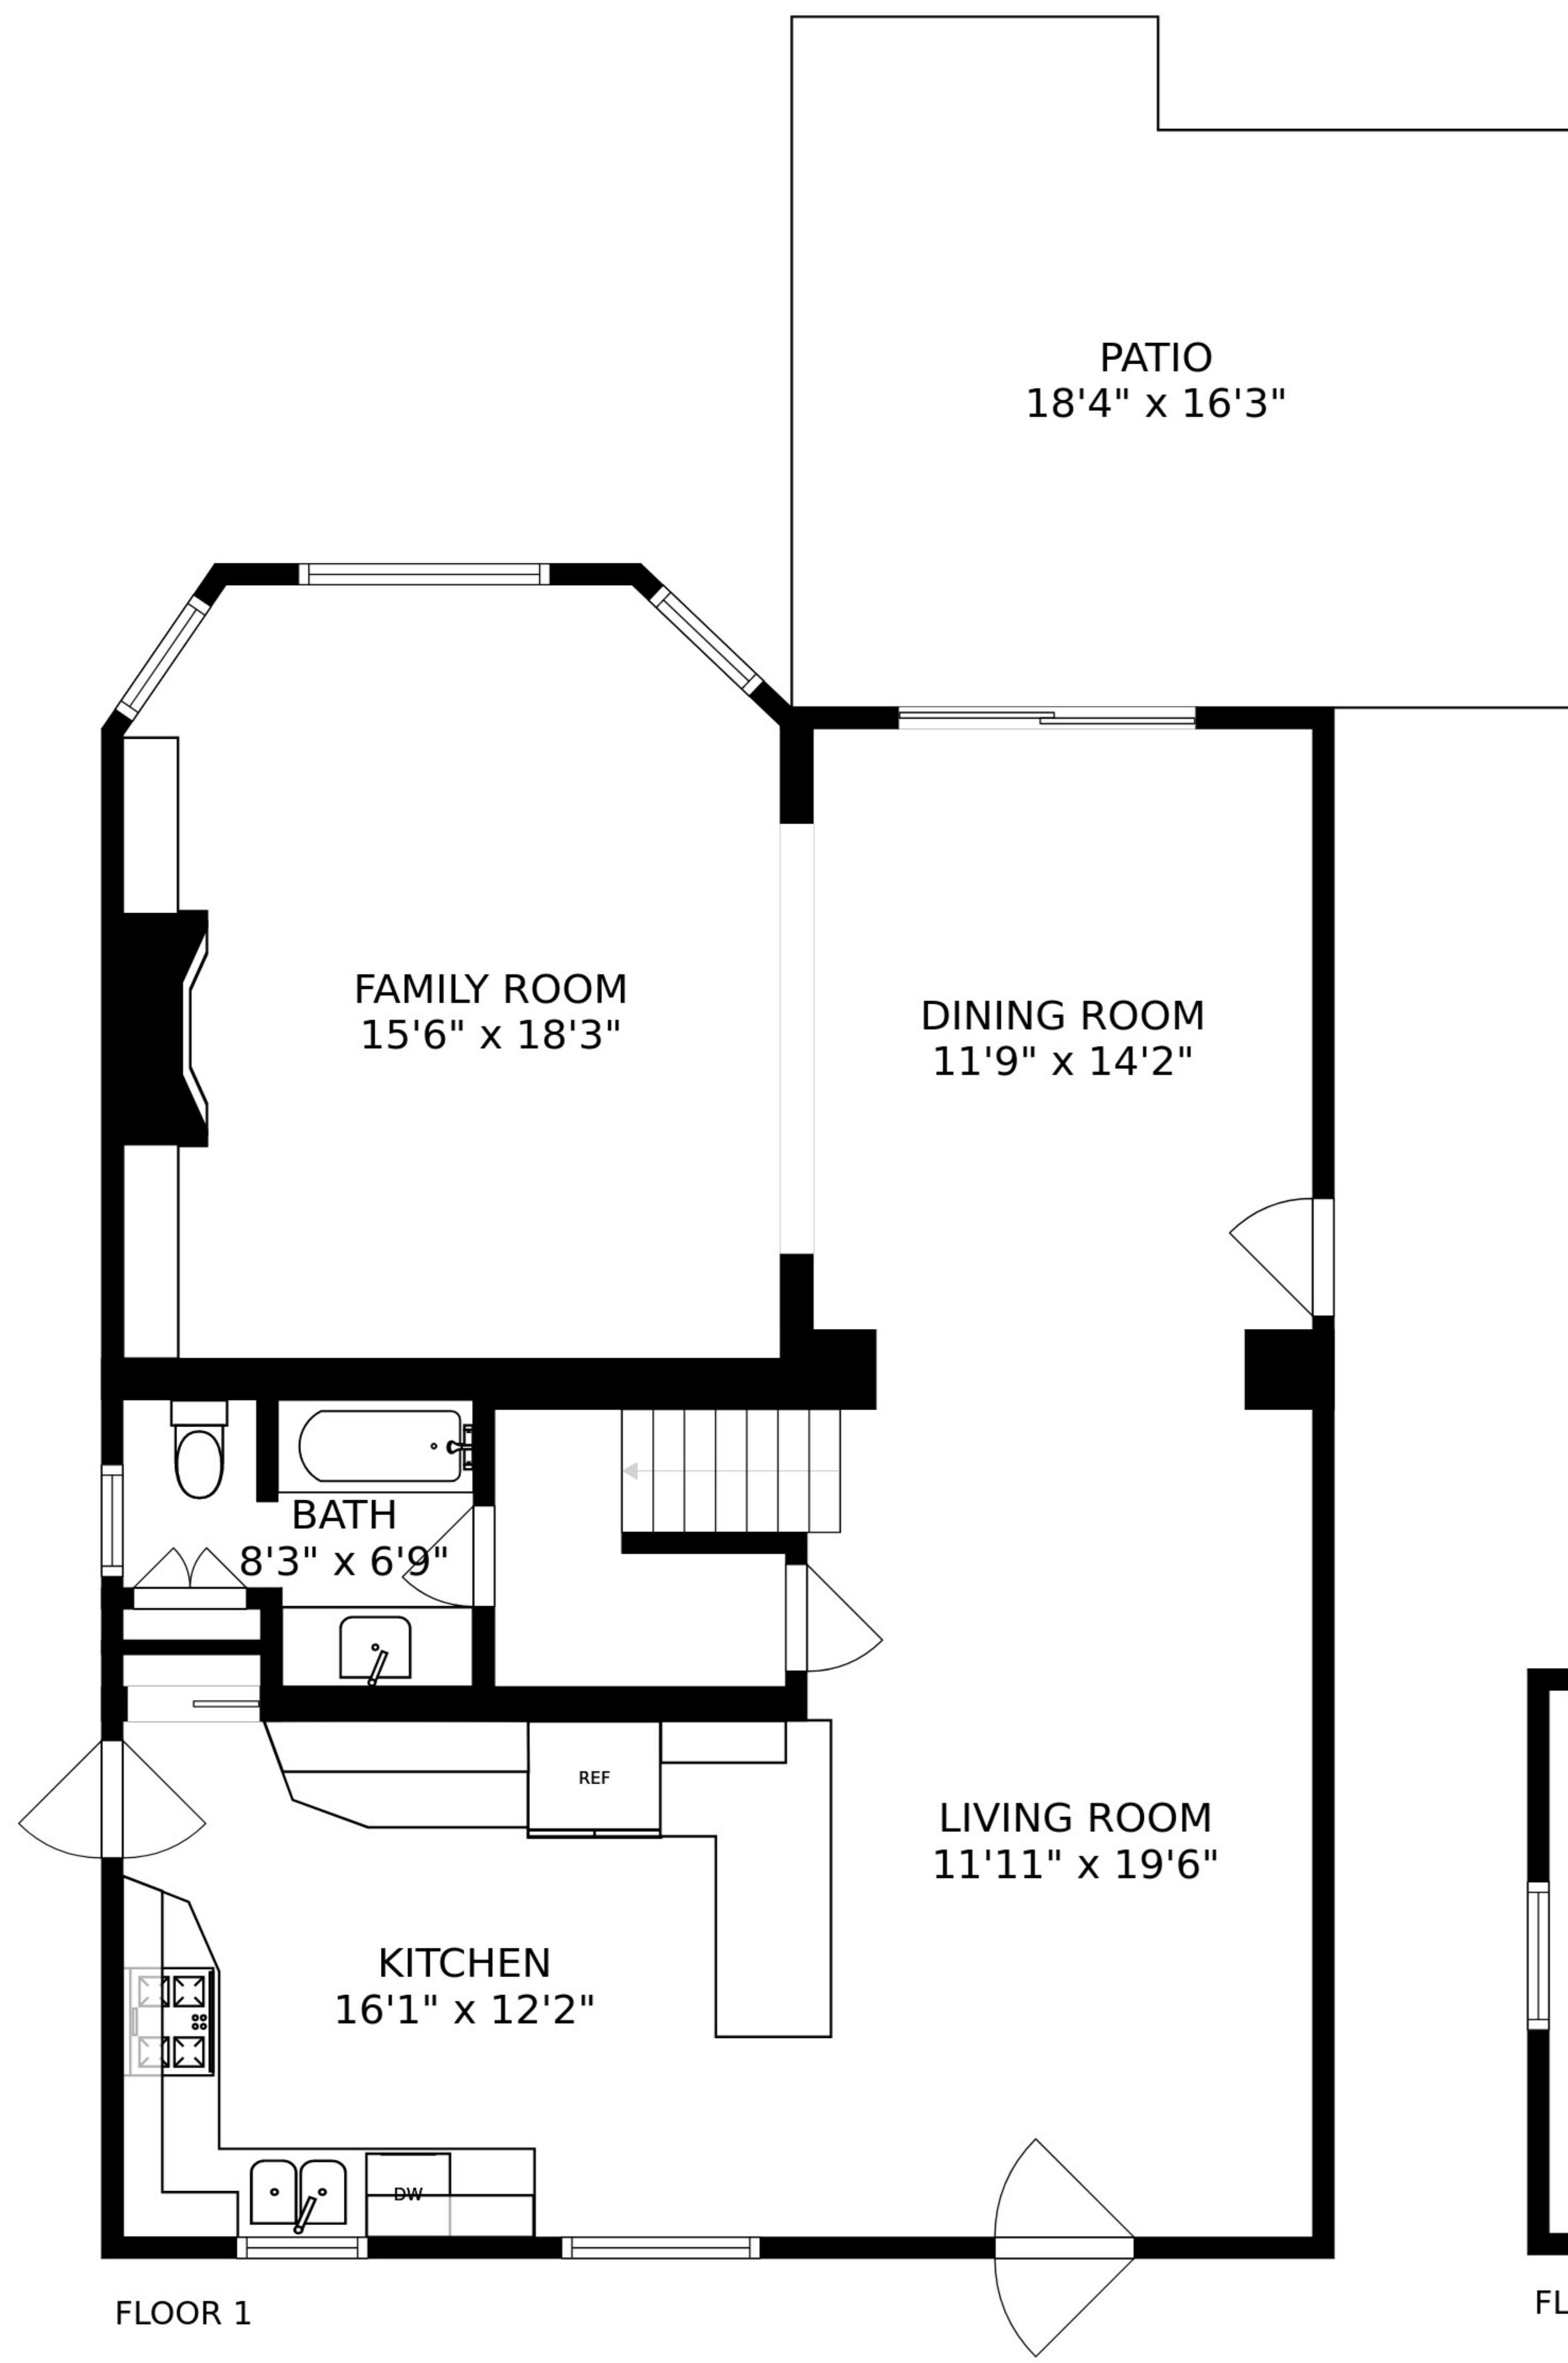 PATIO
18'4" x 16'3"
FAMILY ROOM
15'6" x 18'3"
DINING ROOM
11'9" x 14'2"
BATH
8'3" x 6'9"
REF
LIVING ROOM
11'11" x 19'6"
KITCHEN
16'1" x 12'2"
DW
FLOOR 1
FL